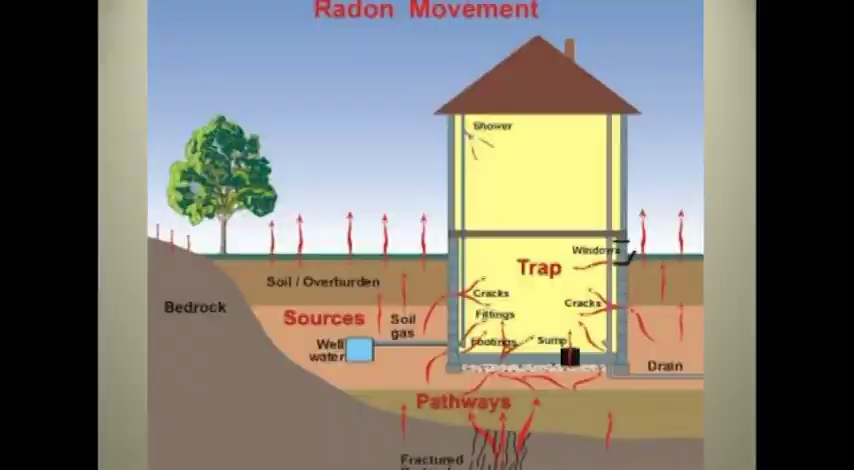 Radon Movement
Shower
Windows
Trap
Soil / Overburden
Cracks
Cracks
Bedrock
Sources
Soil
gas
Fittings
Well
water
Footings
Sump
Drain
Pathways
Fractured